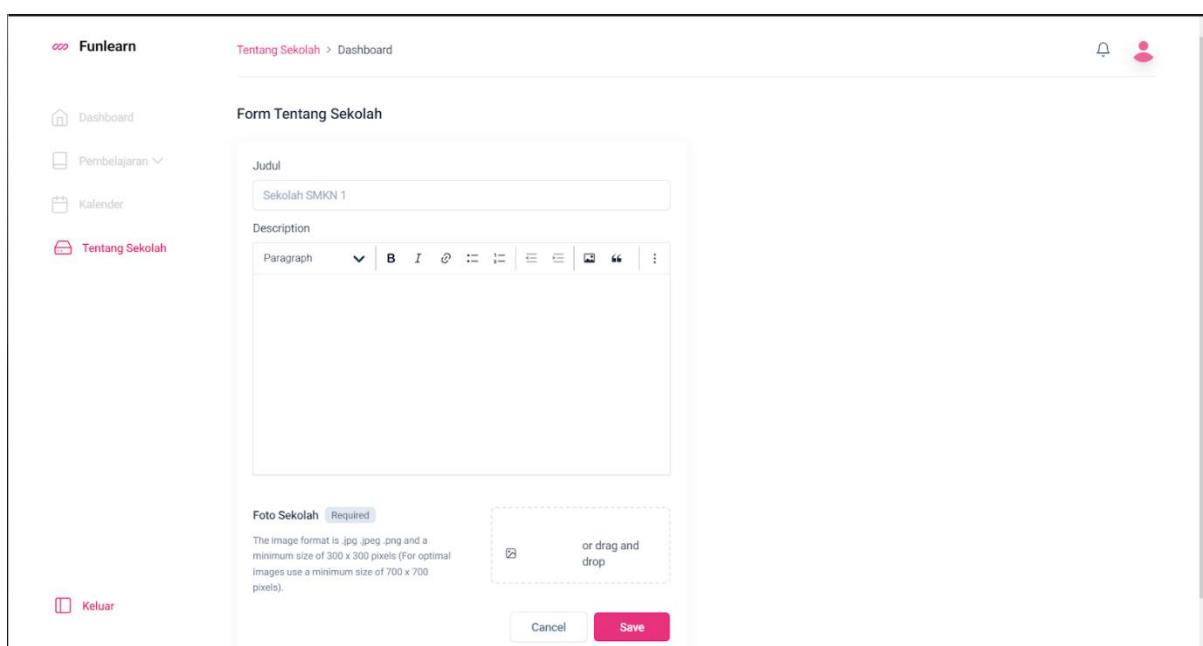 Funlearn
Tentang Sekolah > Dashboard
Dashboard
Pembelajaran
Kalender
Tentang Sekolah
Keluar
Form Tentang Sekolah
Judul
Sekolah SMKN 1
Description
Paragraph B I
Foto Sekolah Required
The image format is .jpg .jpeg .png and a
minimum size of 300 x 300 pixels (For optimal
images use a minimum size of 700 x 700
pixels).
or drag and
drop
Cancel Save